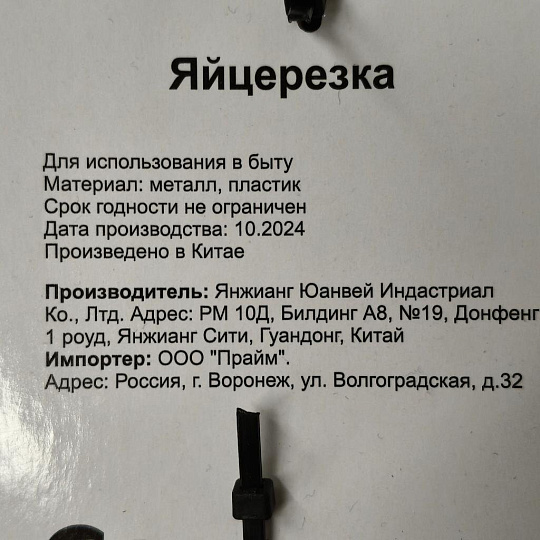 Яйцерезка
Для использования в быту
Материал: металл, пластик
Срок годности не ограничен
Дата производства: 10.2024
Произведено в Китае
Производитель: Янжианг Юанвей Индастриал
Ко., Лтд. Адрес: РМ 10Д, Билдинг А8, №19, Донфенг
1 роуд, Янжианг Сити, Гуандонг, Китай
Импортер: ООО "Прайм".
Адрес: Россия, г. Воронеж, ул. Волгоградская, д.32